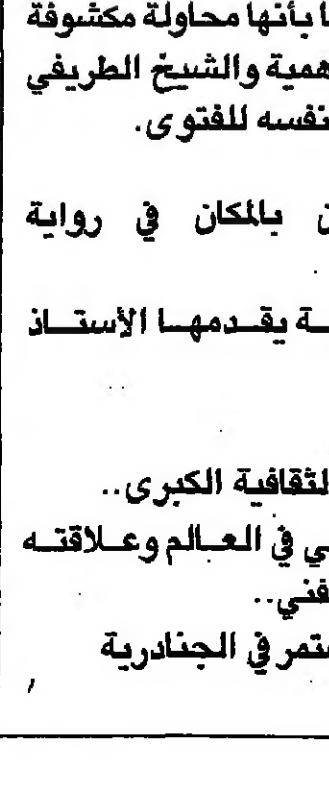 بأنها محاولة مكشوفة
همية والشيخ الطريفي
نفسه للفتوى.
بالمكان في رواية
يقدمها الأستاذ
لثقافية الكبرى..
في العالم وعلاقته
فني..
ستمر في الجنادرية